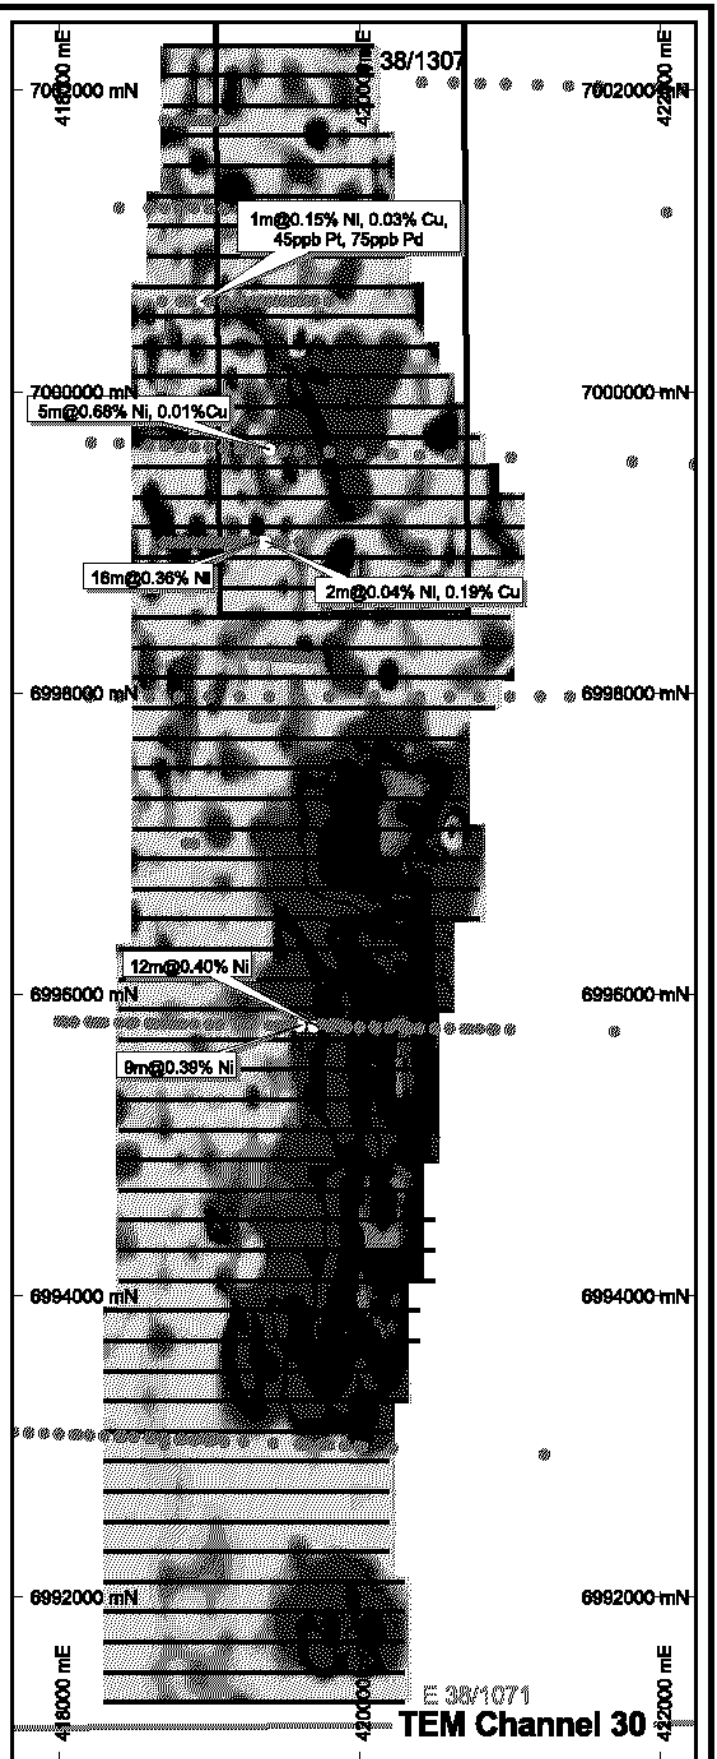 418000 mE
420000 mE
422000 mE
38/1307
7002000 mN
7002000 mN
1m@0.15% Ni, 0.03% Cu,
45ppb Pt, 75ppb Pd
7000000 mN
7000000 mN
5m@0.68% Ni, 0.01%Cu
16m@0.36% Ni
2m@0.04% Ni, 0.19% Cu
6998000 mN
6998000 mN
12m@0.40% Ni
6996000 mN
6996000 mN
9m@0.39% Ni
6994000 mN
6994000 mN
6992000 mN
6992000 mN
418000 mE
420000 mE
422000 mE
E 38/1071
TEM Channel 30